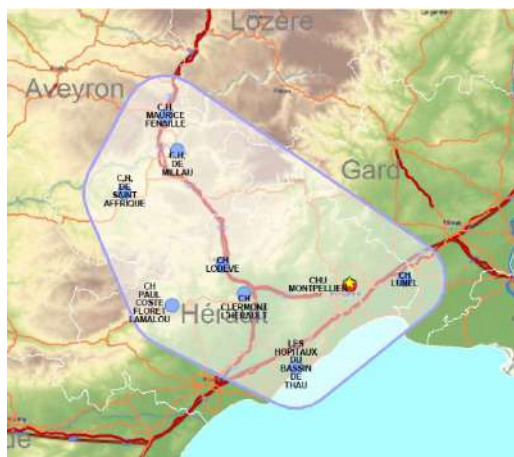 Lozère
Aveyron
C.H.
MAURICE
FENAILLE
C.H.
DE
MILLAU
Gard
C.H.
DE
SAINT
AFFRIQUE
CH
LODEVE
CHU
MONTPELLIER
CH
LUNEL
CH
PAUL
COSTE
FLORET
LAMALOU
CH
CLERMONT
L'HERAULT
Hérault
LES
HOPITAUX
DU
BASSIN
DE
THAU